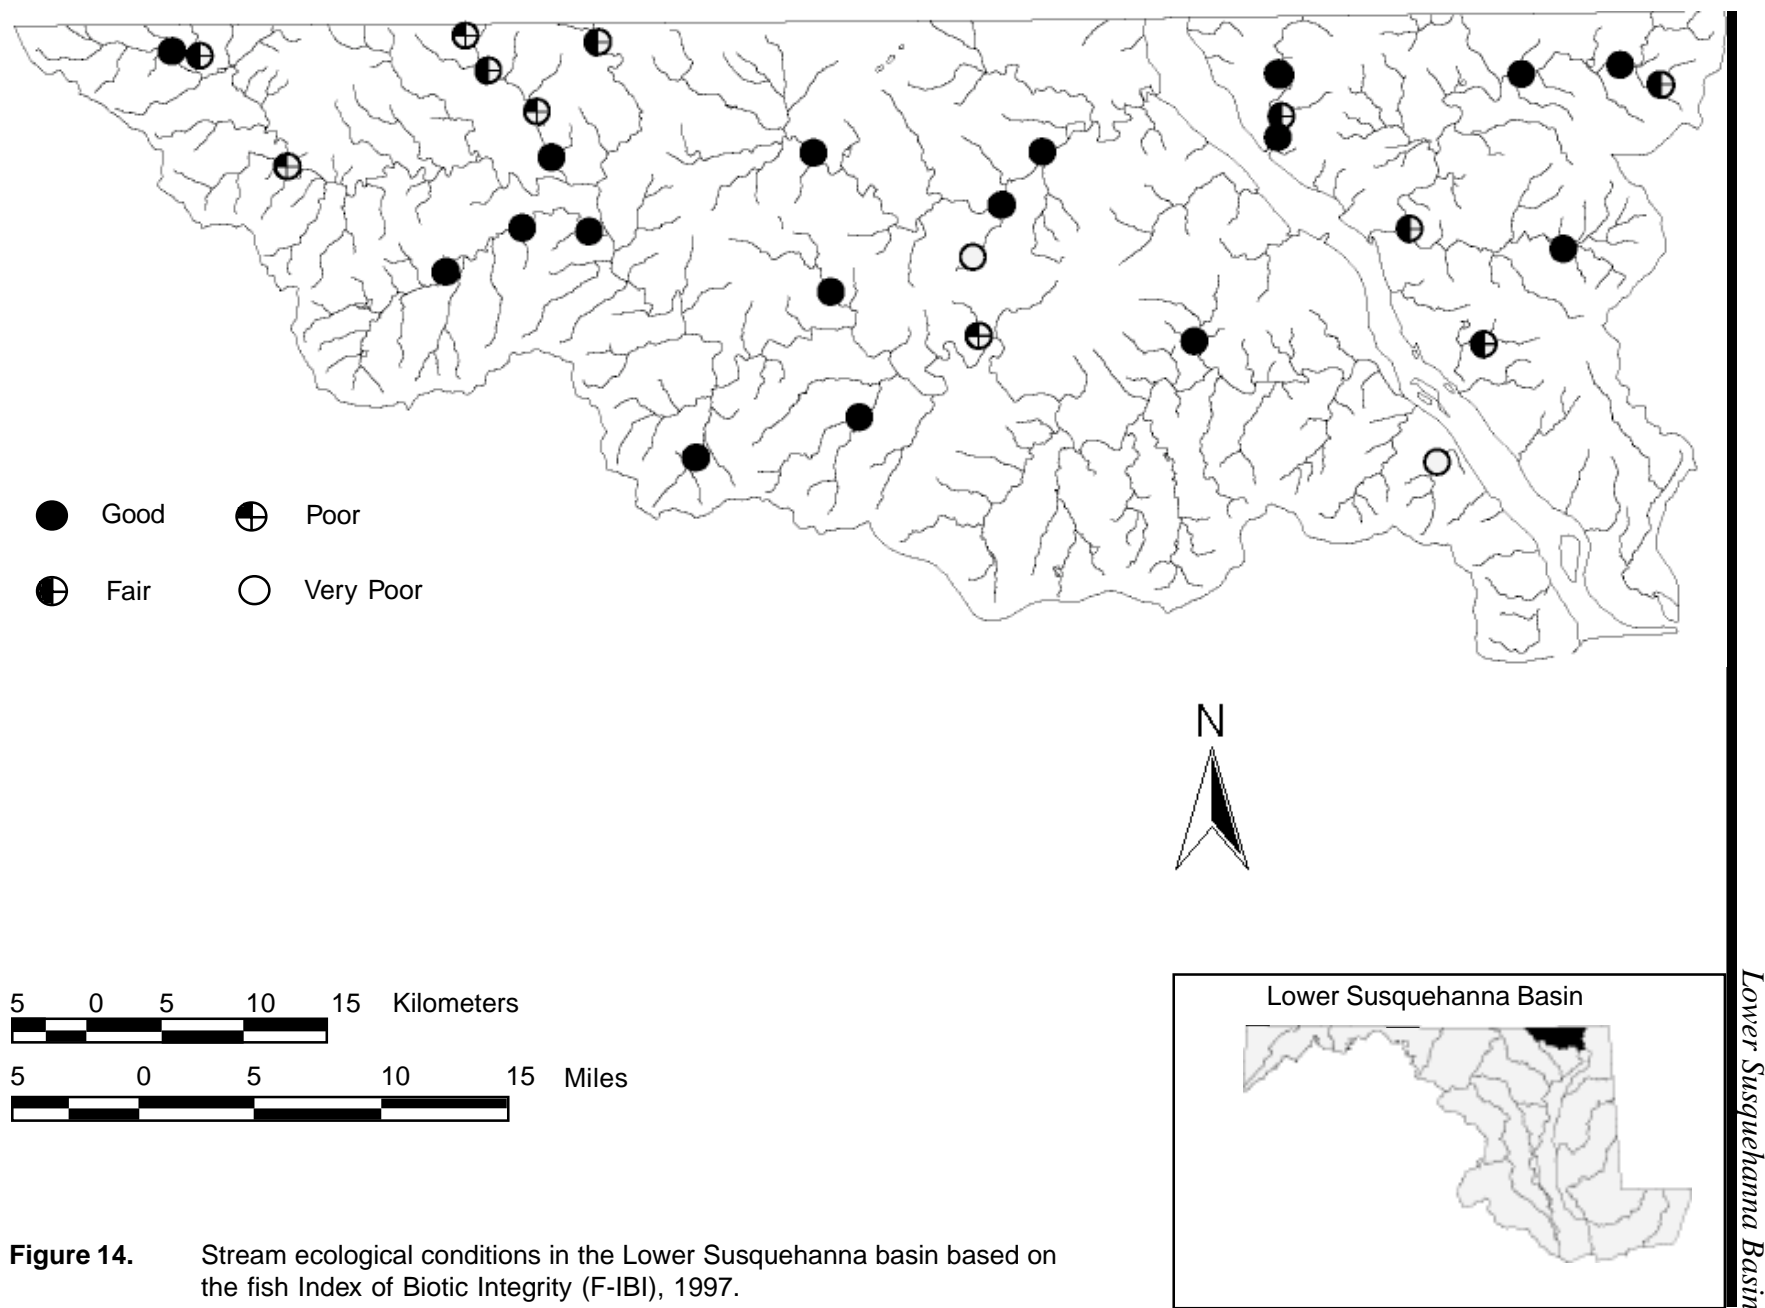 Good
Poor
Fair
Very Poor
N
5 0 5 10 15 Kilometers
5 0 5 10 15 Miles
Lower Susquehanna Basin
Lower Susquehanna Basin
Figure 14. Stream ecological conditions in the Lower Susquehanna basin based on
the fish Index of Biotic Integrity (F-IBI), 1997.